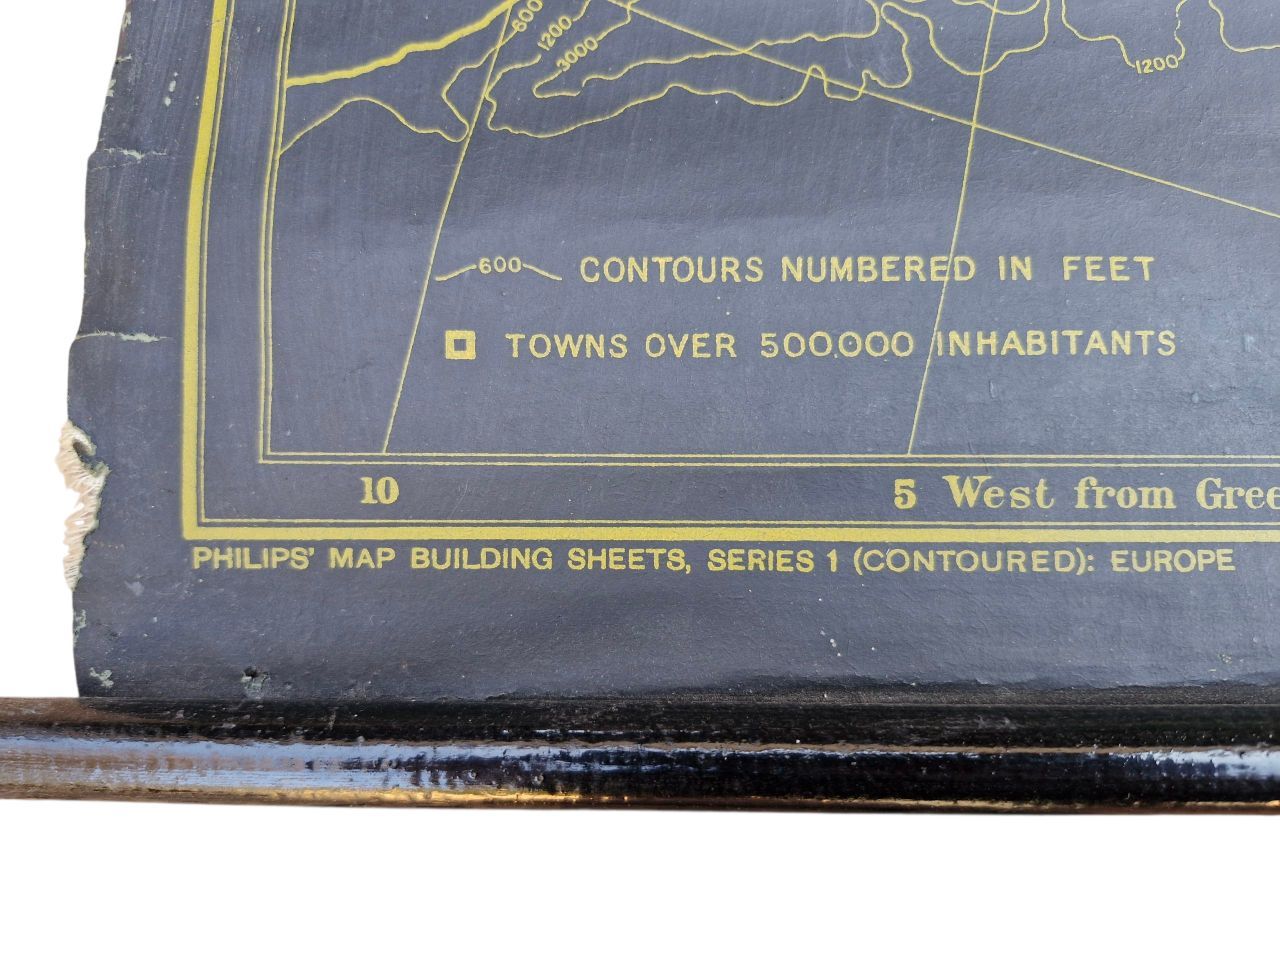 600
1200
3000
1200
600 CONTOURS NUMBERED IN FEET
TOWNS OVER 500.000 INHABITANTS
10 5 West from Gree
PHILIPS' MAP BUILDING SHEETS, SERIES 1 (CONTOURED): EUROPE